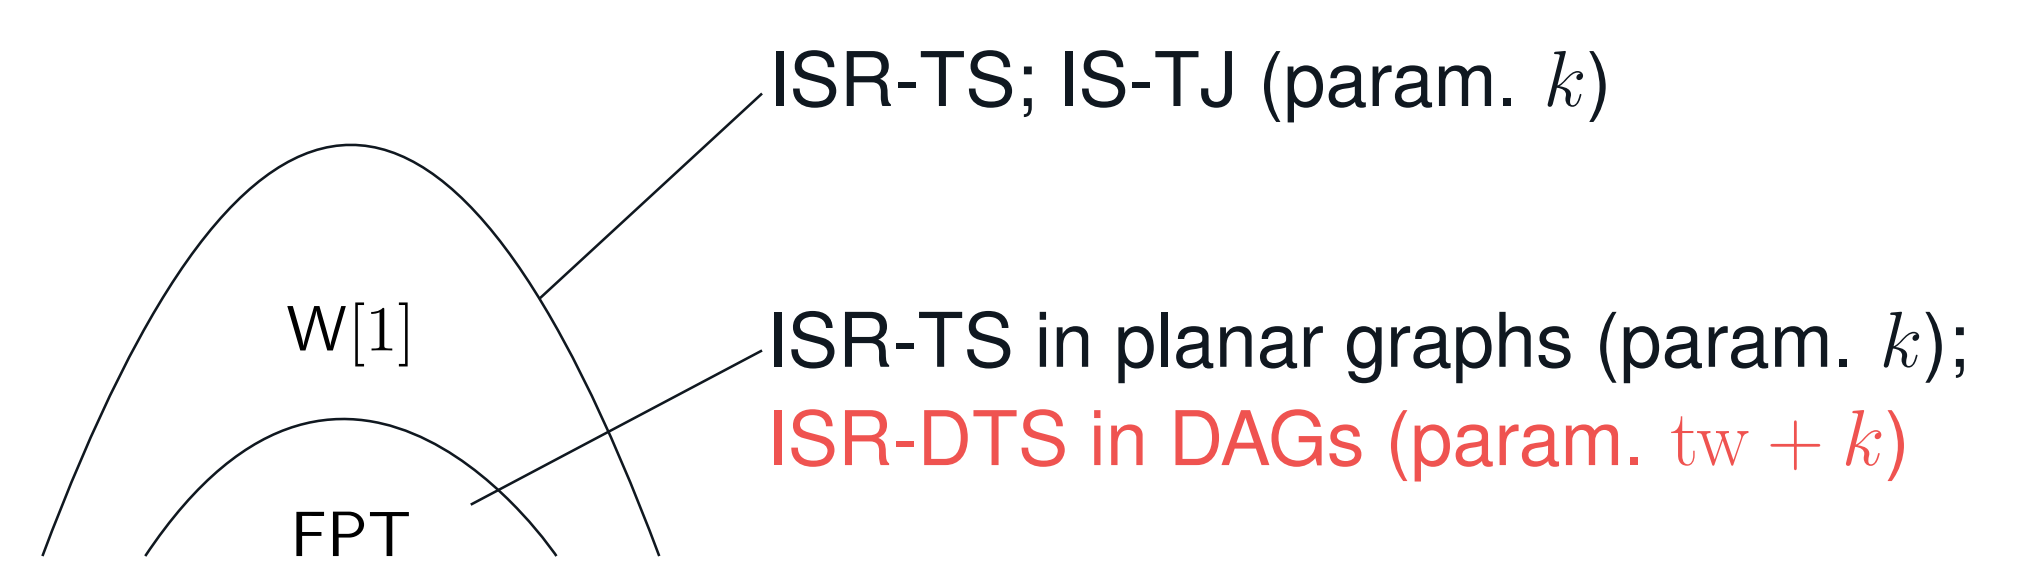 ISR-TS; IS-TJ (param. k)
W[1]
ISR-TS in planar graphs (param. k);
ISR-DTS in DAGs (param. tw + k)
FPT